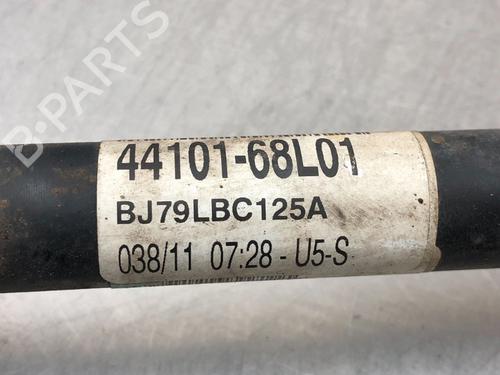 B-PARTS
44101-68L01
BJ79LBC125A
038/11 07:28 - U5-S